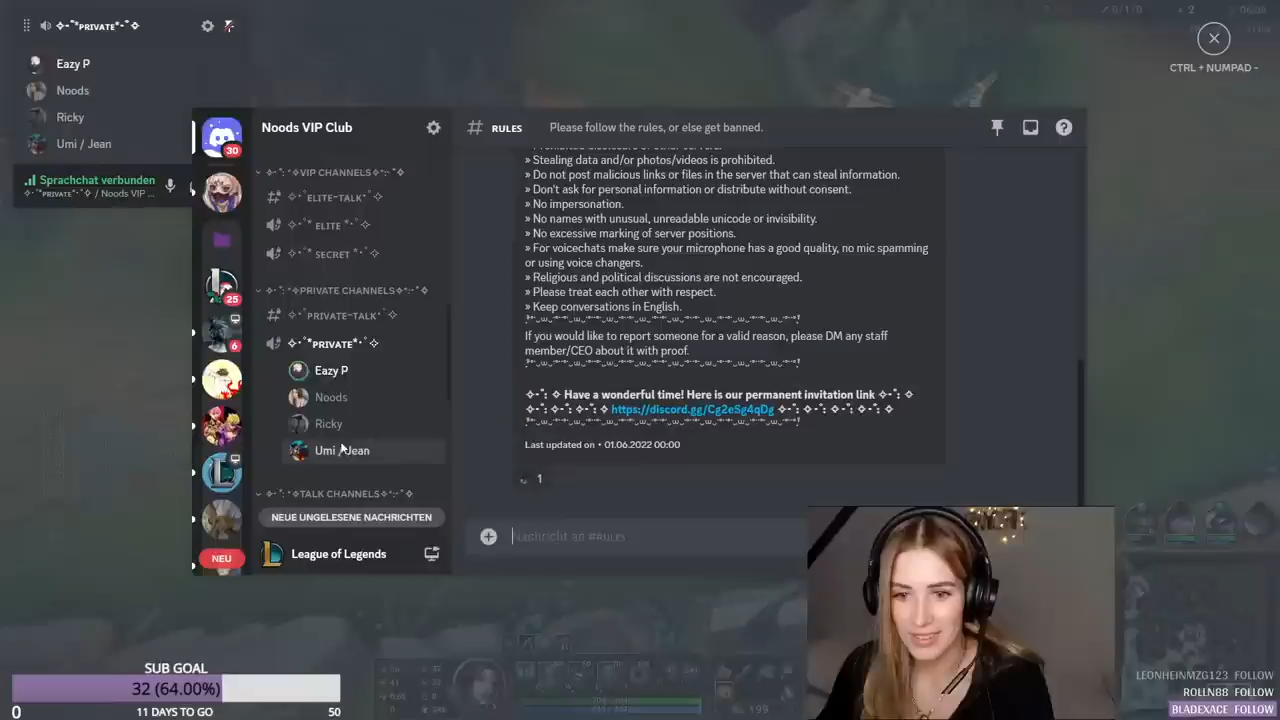 ✧-˚*PRIVATE*-˚✧
Eazy P
Noods
Ricky
Umi / Jean
Sprachchat verbunden
✧-˚*PRIVATE*-˚✧ / Noods VIP ...
CTRL + NUMPAD -
30
25
6
NEU
Noods VIP Club
✧-˚: *✧VIP CHANNELS✧*:˚-✧
✧-˚: *ELITE-TALK*˚✧
✧-˚* ELITE *-˚✧
✧-˚* SECRET *-˚✧
✧-˚: *✧PRIVATE CHANNELS✧*:˚-✧
✧-˚: *PRIVATE-TALK*˚✧
✧-˚*PRIVATE*-˚✧
Eazy P
Noods
Ricky
Umi / Jean
✧-˚: *✧TALK CHANNELS✧*:˚-✧
NEUE UNGELESENE NACHRICHTEN
League of Legends
RULES
Please follow the rules, or else get banned.
» Stealing data and/or photos/videos is prohibited.
» Do not post malicious links or files in the server that can steal information.
» Don't ask for personal information or distribute without consent.
» No impersonation.
» No names with unusual, unreadable unicode or invisibility.
» No excessive marking of server positions.
» For voicechats make sure your microphone has a good quality, no mic spamming
or using voice changers.
» Religious and political discussions are not encouraged.
» Please treat each other with respect.
» Keep conversations in English.
If you would like to report someone for a valid reason, please DM any staff
member/CEO about it with proof.
✧-˚: ✧ Have a wonderful time! Here is our permanent invitation link ✧-˚: ✧
✧-˚: ✧-˚: ✧-˚: ✧ https://discord.gg/Cg2eSg4qDg ✧-˚: ✧-˚: ✧-˚: ✧
Last updated on • 01.06.2022 00:00
1
Nachricht an #RULES
SUB GOAL
32 (64.00%)
0 11 DAYS TO GO 50
LEONHEINMZG123 FOLLOW
ROLLN88 FOLLOW
BLADEXACE FOLLOW